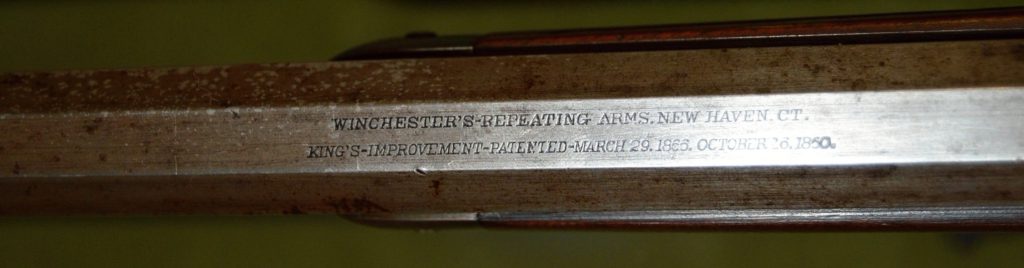 WINCHESTER'S-REPEATING ARMS. NEW HAVEN. CT.
KING'S-IMPROVEMENT-PATENTED-MARCH 29. 1866. OCTOBER 16. 1860.